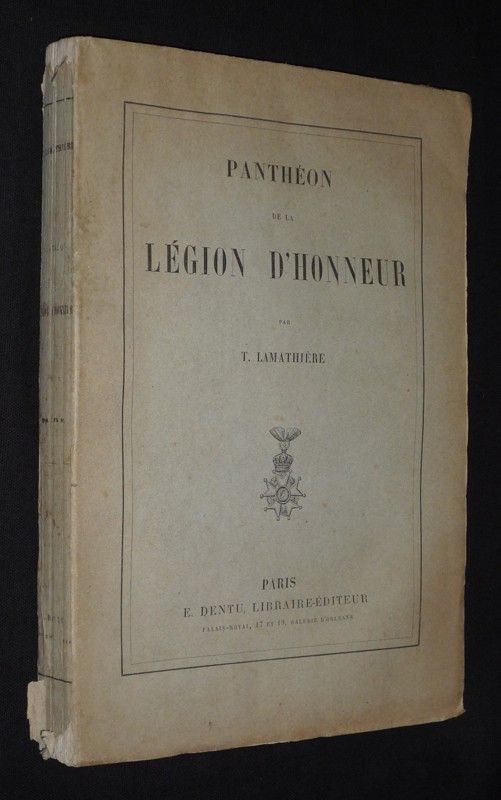 PANTHÉON
DE LA
LÉGION D'HONNEUR
PAR
T. LAMATHIÈRE
PARIS
E. DENTU, LIBRAIRE-ÉDITEUR
PALAIS-ROYAL, 17 ET 19, GALERIE D'ORLÉANS